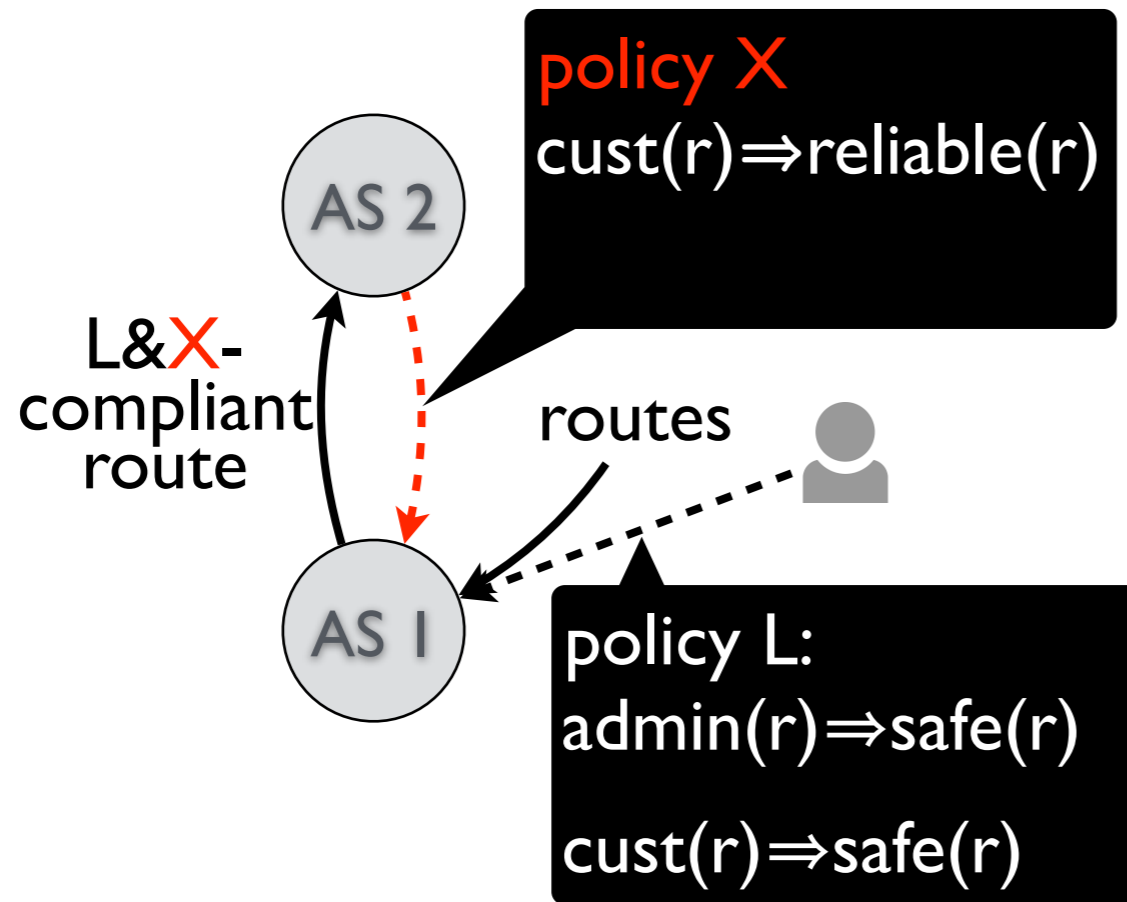 policy X
cust(r)⇒reliable(r)
AS 2
L&X-
compliant
route
routes
AS 1
policy L:
admin(r)⇒safe(r)
cust(r)⇒safe(r)